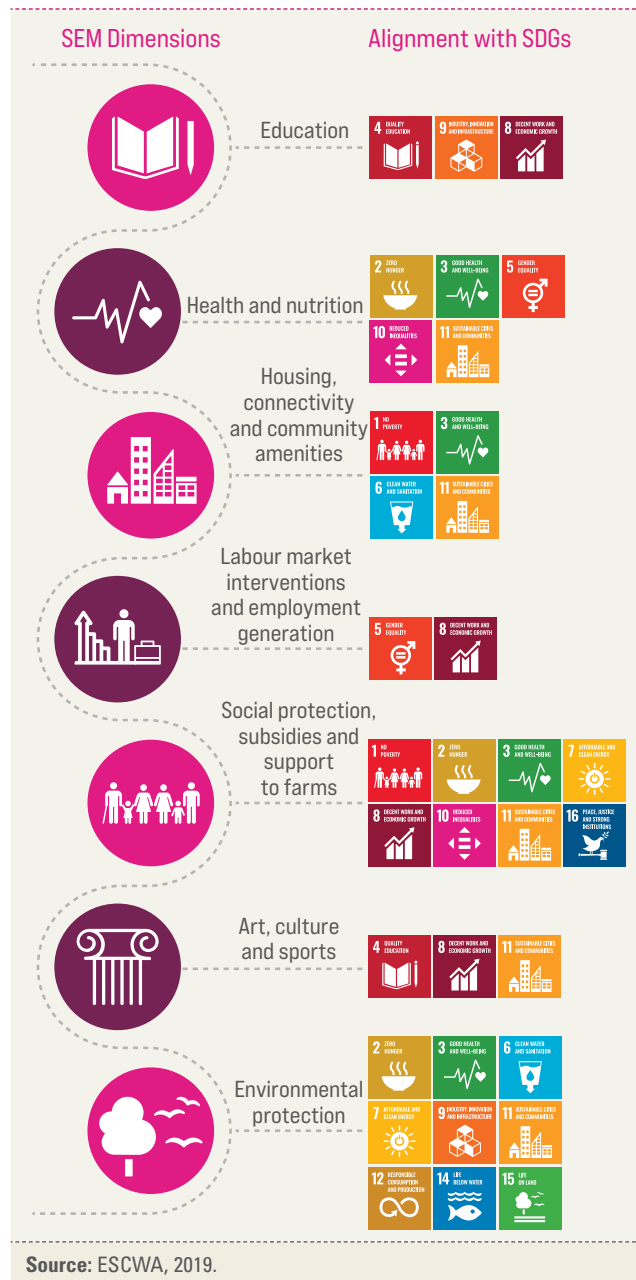 SEM Dimensions
Alignment with SDGs
Education
4 QUALITY
EDUCATION
9 INDUSTRY, INNOVATION
AND INFRASTRUCTURE
8 DECENT WORK AND
ECONOMIC GROWTH
Health and nutrition
2 ZERO
HUNGER
3 GOOD HEALTH
AND WELL-BEING
5 GENDER
EQUALITY
10 REDUCED
INEQUALITIES
11 SUSTAINABLE CITIES
AND COMMUNITIES
Housing,
connectivity
and community
amenities
1 NO
POVERTY
3 GOOD HEALTH
AND WELL-BEING
6 CLEAN WATER
AND SANITATION
11 SUSTAINABLE CITIES
AND COMMUNITIES
Labour market
interventions
and employment
generation
5 GENDER
EQUALITY
8 DECENT WORK AND
ECONOMIC GROWTH
Social protection,
subsidies and
support
to farms
1 NO
POVERTY
2 ZERO
HUNGER
3 GOOD HEALTH
AND WELL-BEING
7 AFFORDABLE AND
CLEAN ENERGY
8 DECENT WORK AND
ECONOMIC GROWTH
10 REDUCED
INEQUALITIES
11 SUSTAINABLE CITIES
AND COMMUNITIES
16 PEACE, JUSTICE
AND STRONG
INSTITUTIONS
Art, culture
and sports
4 QUALITY
EDUCATION
8 DECENT WORK AND
ECONOMIC GROWTH
11 SUSTAINABLE CITIES
AND COMMUNITIES
Environmental
protection
2 ZERO
HUNGER
3 GOOD HEALTH
AND WELL-BEING
6 CLEAN WATER
AND SANITATION
7 AFFORDABLE AND
CLEAN ENERGY
9 INDUSTRY, INNOVATION
AND INFRASTRUCTURE
11 SUSTAINABLE CITIES
AND COMMUNITIES
12 RESPONSIBLE
CONSUMPTION
AND PRODUCTION
14 LIFE
BELOW WATER
15 LIFE
ON LAND
Source: ESCWA, 2019.